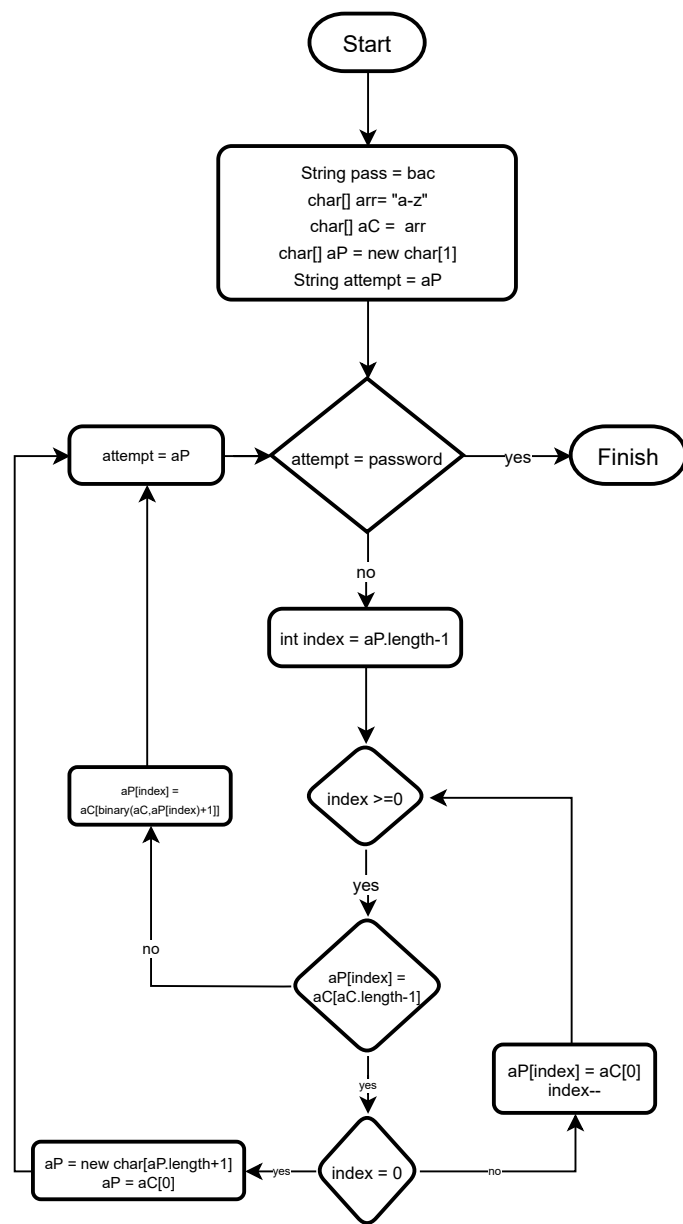 Start
String pass = bac
char[] arr= "a-z"
char[] aC =  arr
char[] aP = new char[1]
String attempt = aP
attempt = aP
attempt = password
yes
Finish
no
int index = aP.length-1
aP[index] =
aC[binary(aC,aP[index)+1]]
index >=0
yes
no
aP[index] =
aC[aC.length-1]
aP[index] = aC[0]
index--
yes
aP = new char[aP.length+1]
aP = aC[0]
yes
index = 0
no